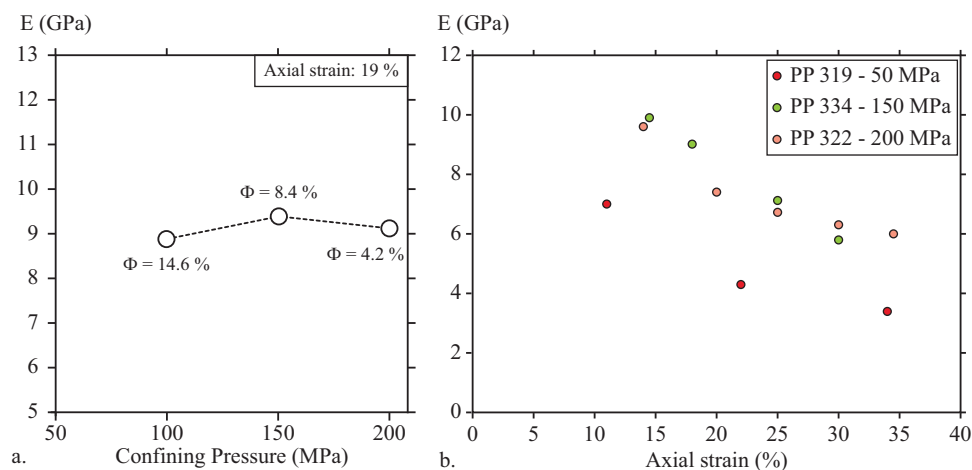 E (GPa)
13
12
11
10
9
8
7
6
5
50
100
150
200
Axial strain: 19 %
Φ = 8.4 %
Φ = 14.6 %
Φ = 4.2 %
a.
Confining Pressure (MPa)
E (GPa)
12
10
8
6
4
2
0
0
5
10
15
20
25
30
35
40
PP 319 - 50 MPa
PP 334 - 150 MPa
PP 322 - 200 MPa
b.
Axial strain (%)